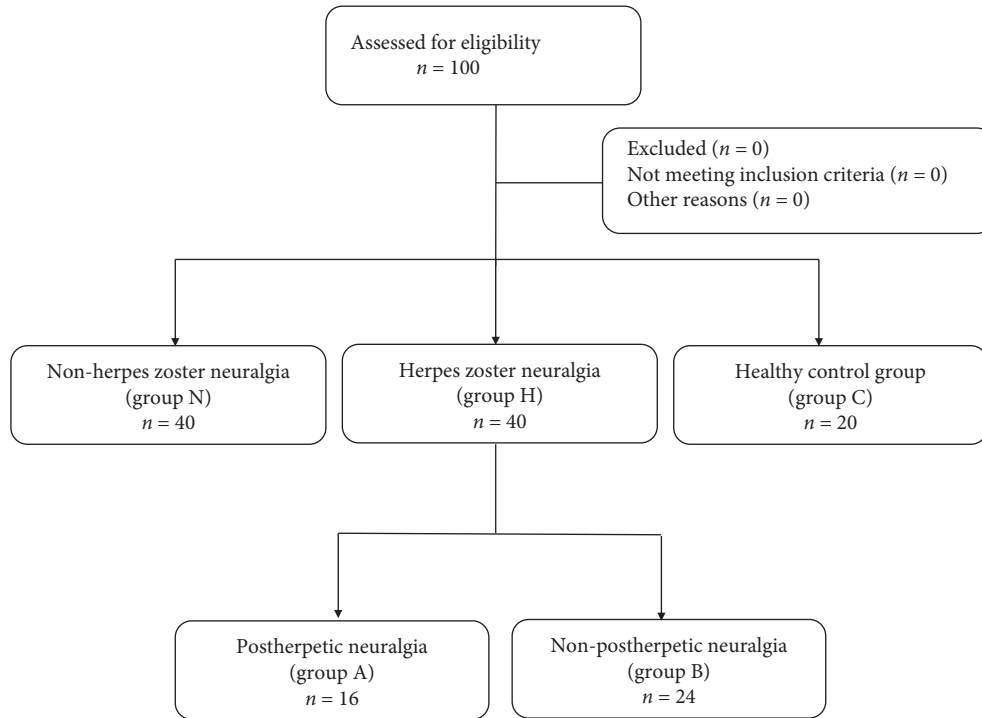 Assessed for eligibility
n = 100
Excluded (n = 0)
Not meeting inclusion criteria (n = 0)
Other reasons (n = 0)
Non-herpes zoster neuralgia
(group N)
n = 40
Herpes zoster neuralgia
(group H)
n = 40
Healthy control group
(group C)
n = 20
Postherpetic neuralgia
(group A)
n = 16
Non-postherpetic neuralgia
(group B)
n = 24